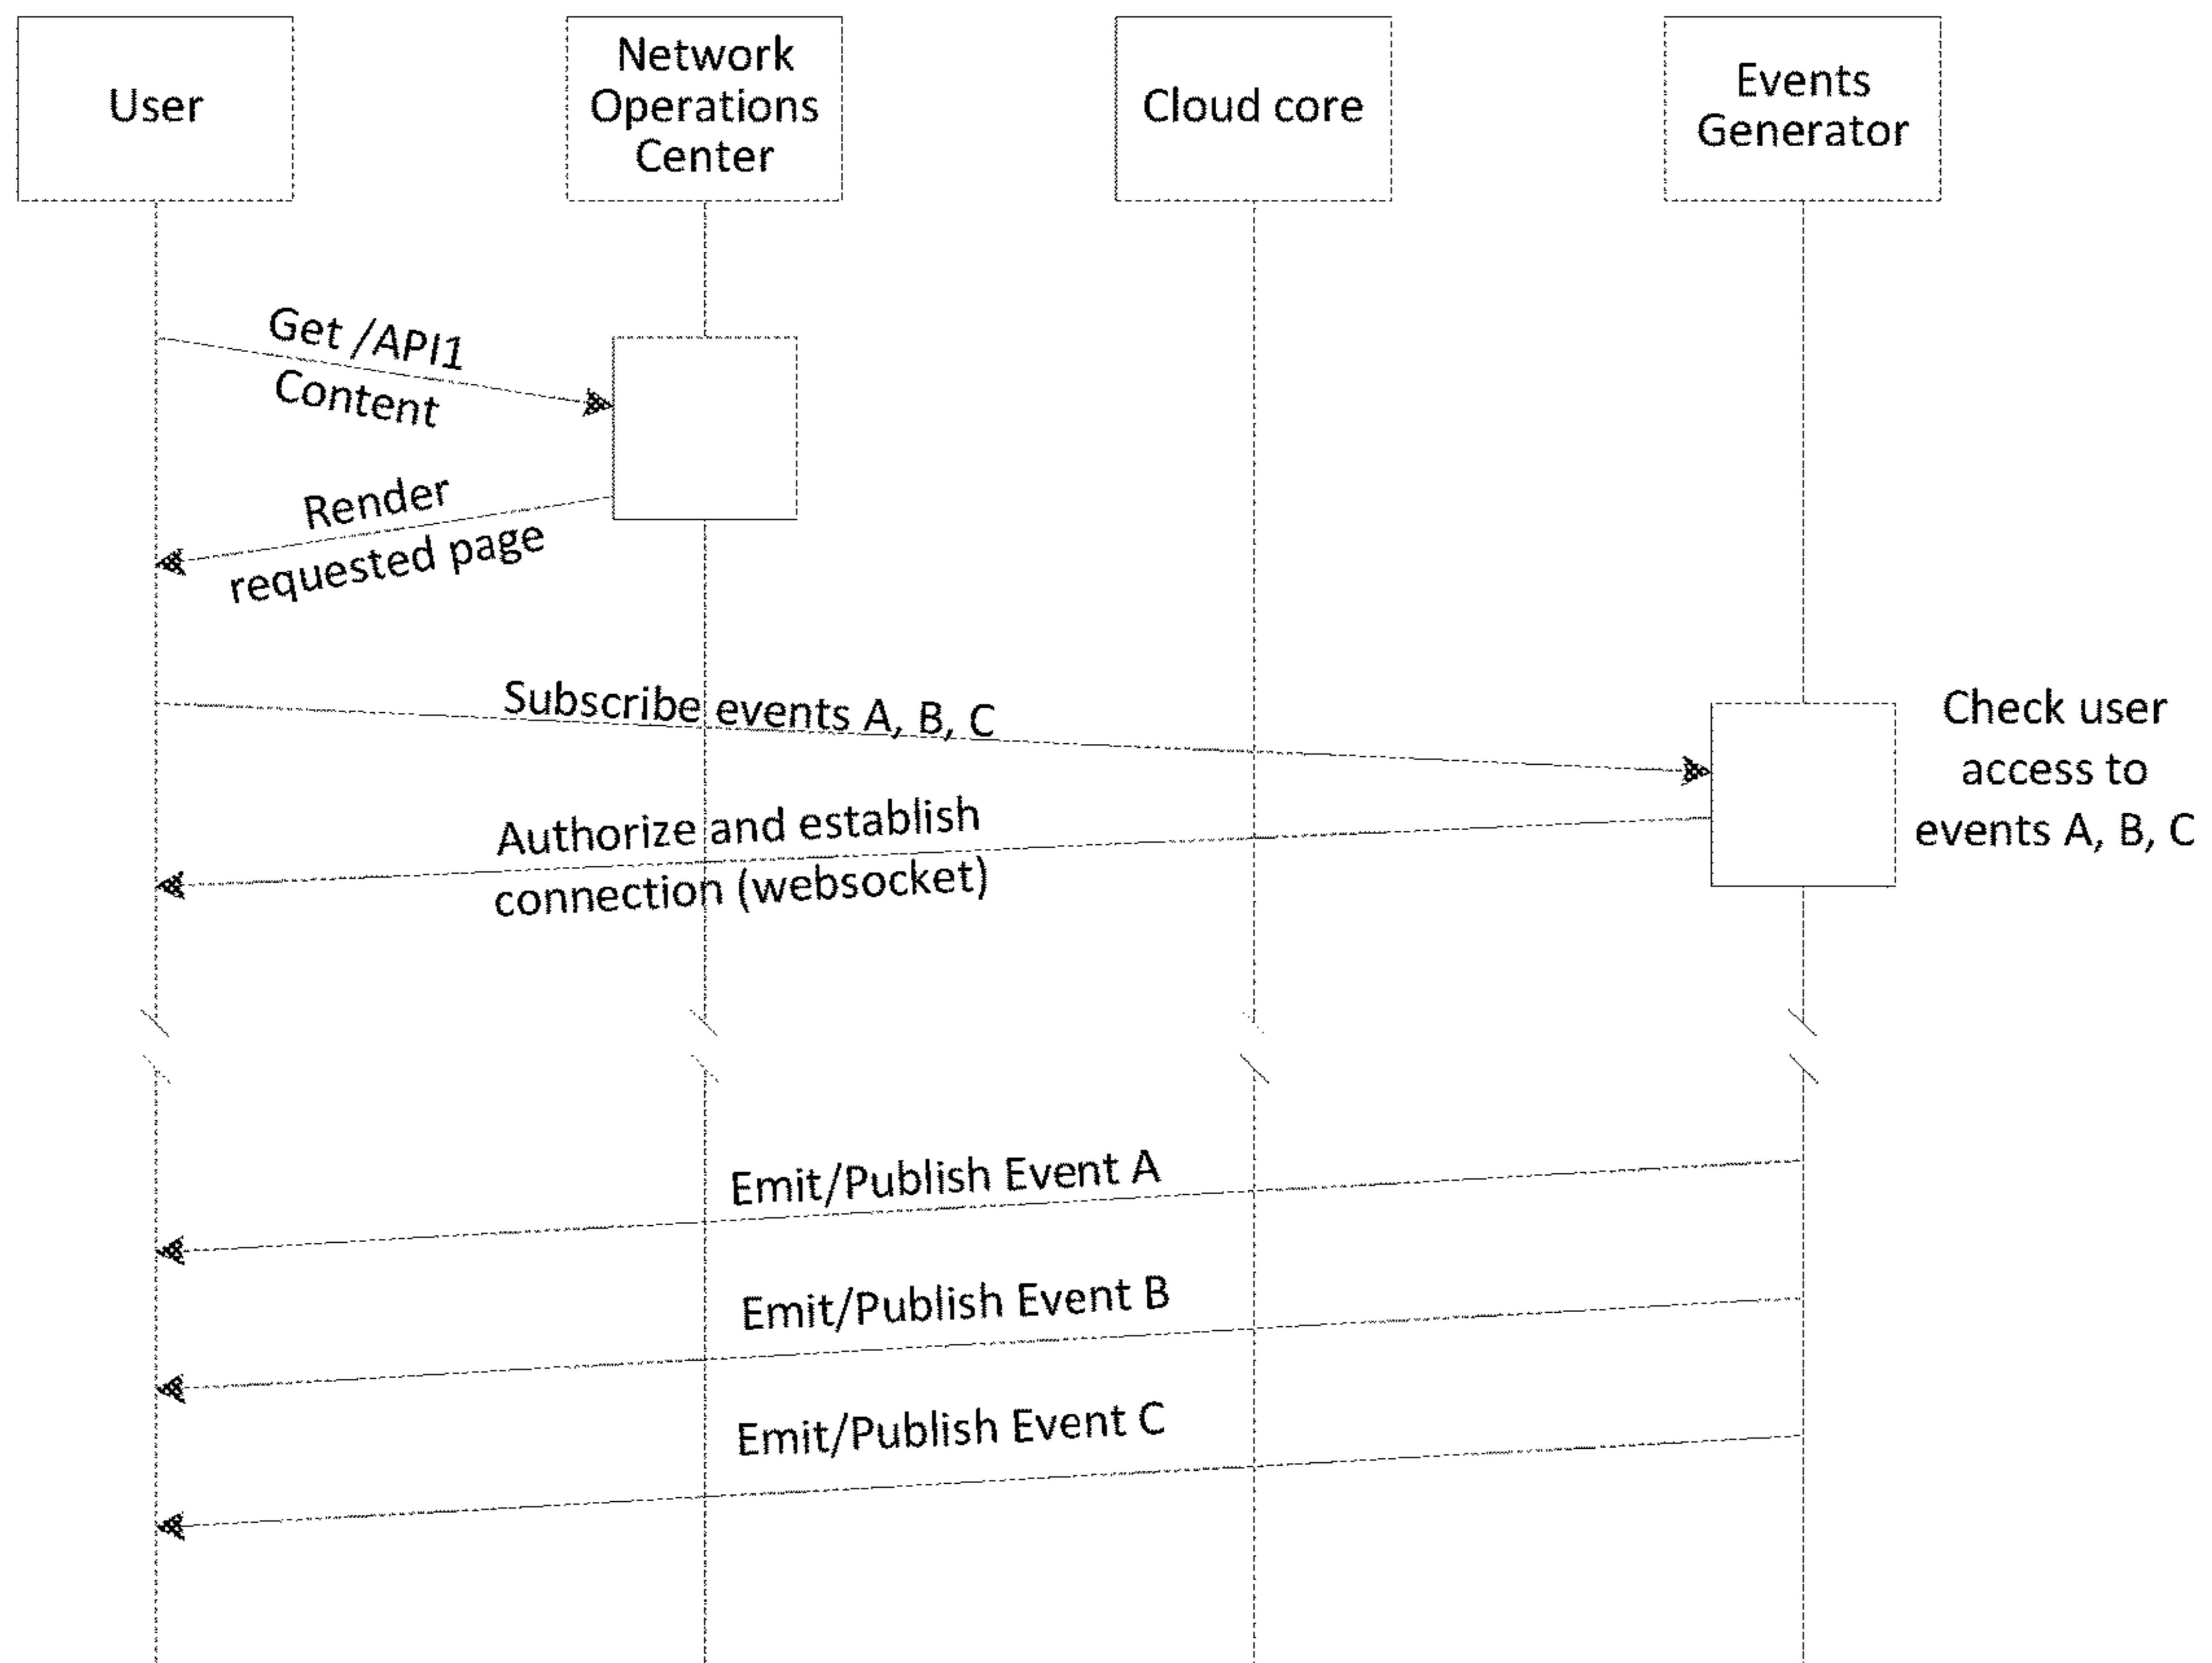 User
Network
Operations
Center
Cloud core
Events
Generator
Get /API1
Content
Render
requested page
Subscribe events A, B, C
Check user
access to
events A, B, C
Authorize and establish
connection (websocket)
Emit/Publish Event A
Emit/Publish Event B
Emit/Publish Event C